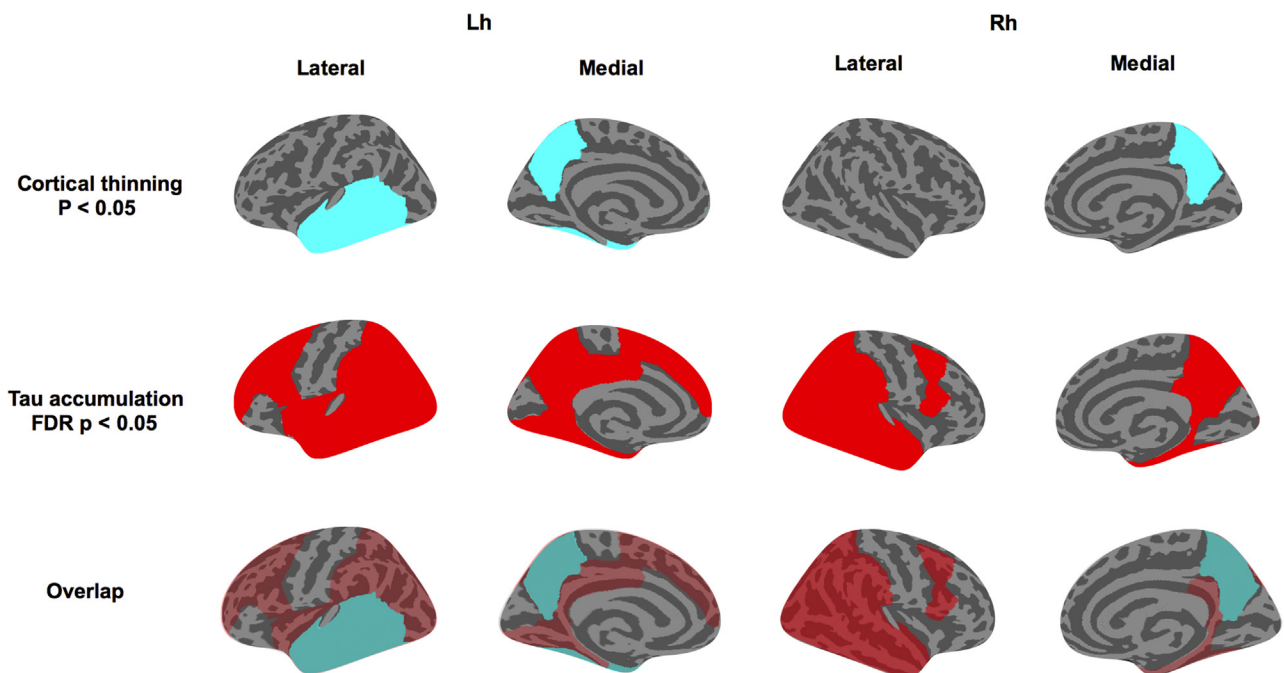 Lh Rh
Lateral Medial Lateral Medial
Cortical thinning
P < 0.05
Tau accumulation
FDR p < 0.05
Overlap